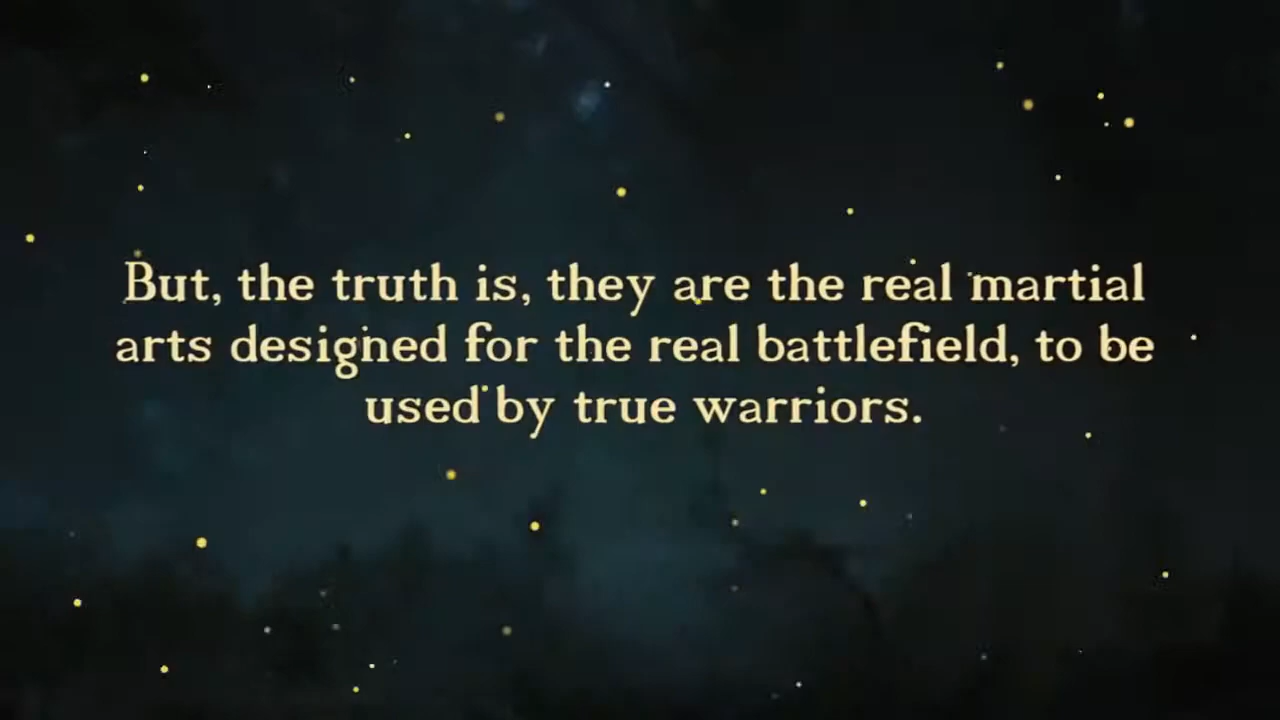 But, the truth is, they are the real martial
arts designed for the real battlefield, to be
used by true warriors.